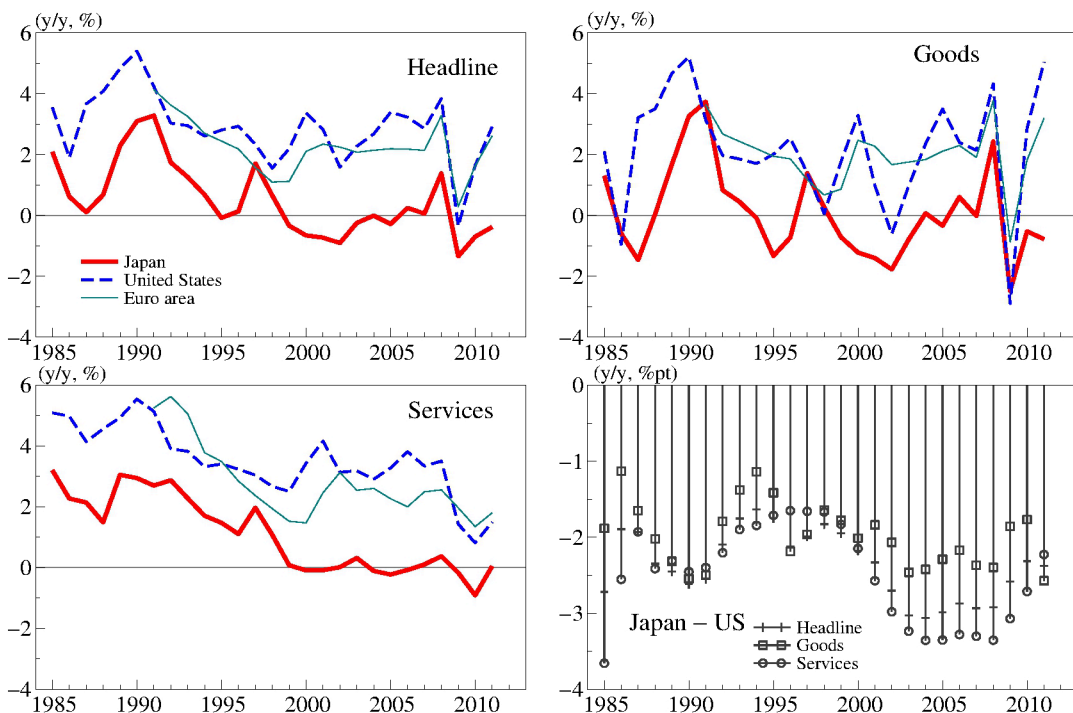 (y/y, %)
6
4
2
0
−2
−4
Headline
Japan
United States
Euro area
1985 1990 1995 2000 2005 2010
(y/y, %)
6
4
2
0
−2
−4
Goods
1985 1990 1995 2000 2005 2010
(y/y, %)
6
4
2
0
−2
−4
Services
1985 1990 1995 2000 2005 2010
(y/y, %pt)
0
−1
−2
−3
−4
Japan − US
Headline
Goods
Services
1985 1990 1995 2000 2005 2010